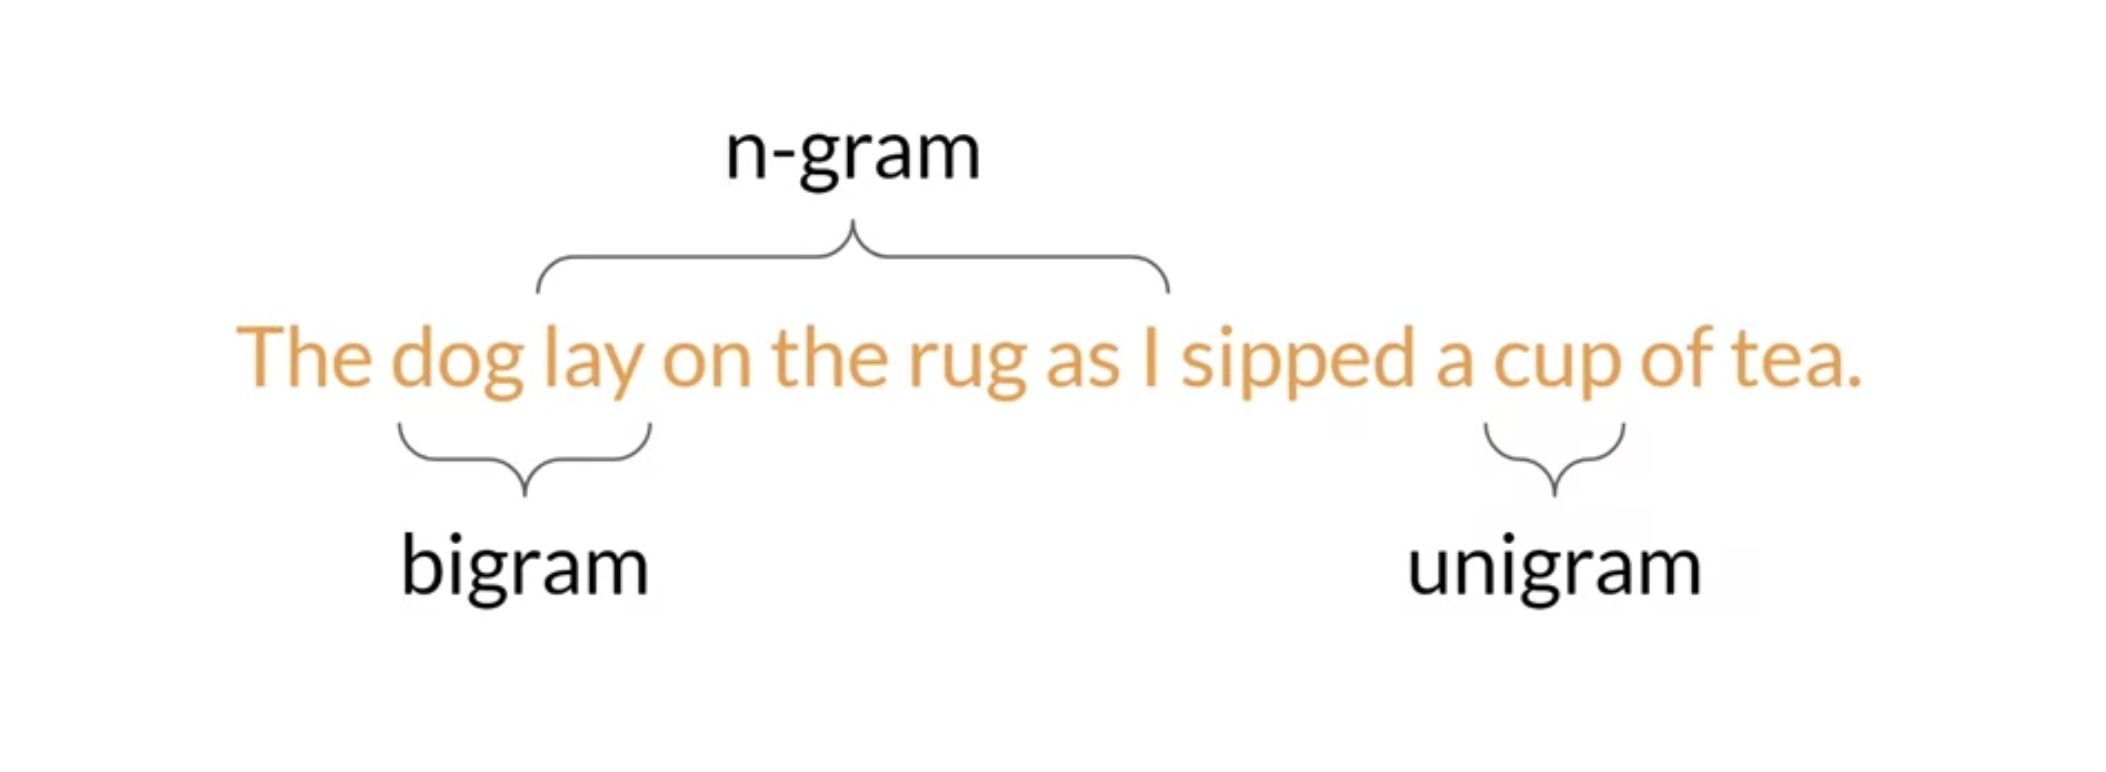 n-gram
The dog lay on the rug as I sipped a cup of tea.
bigram
unigram